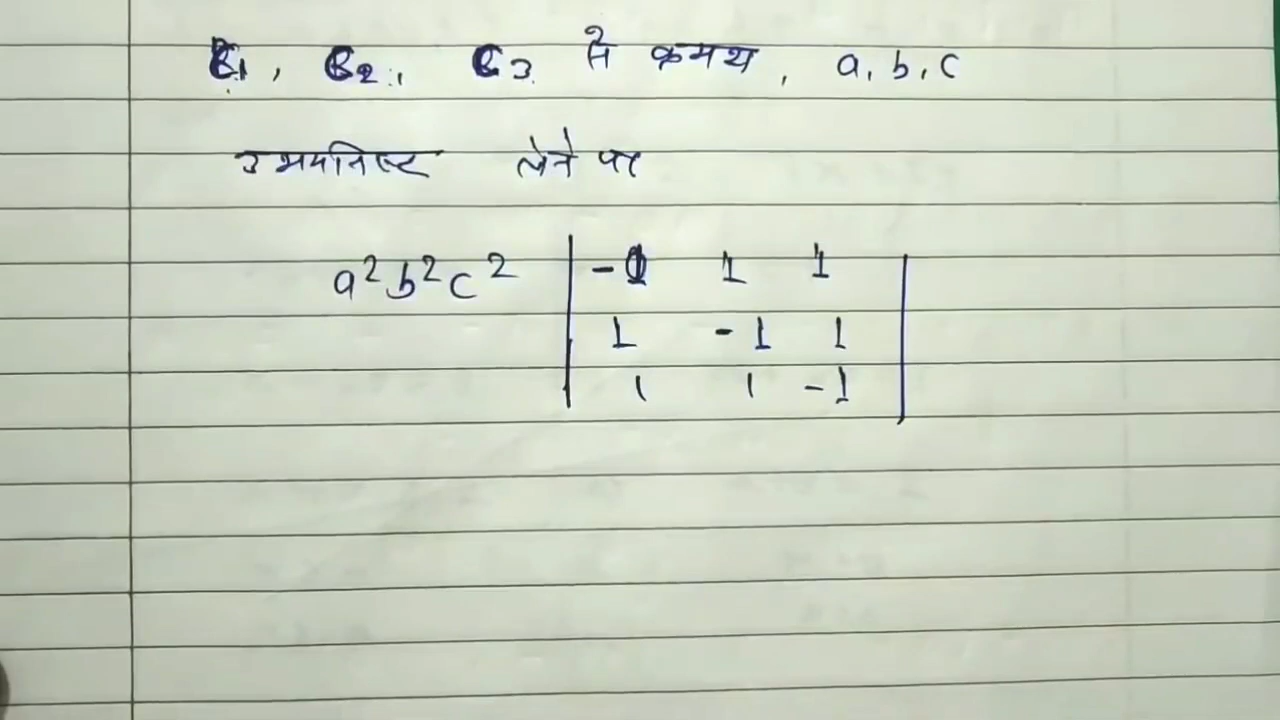 C1, C2, C3 से क्रमश, a, b, c
उभयनिष्ट लेने पर
a²b²c² | -1 1 1 |
1 -1 1
1 1 -1